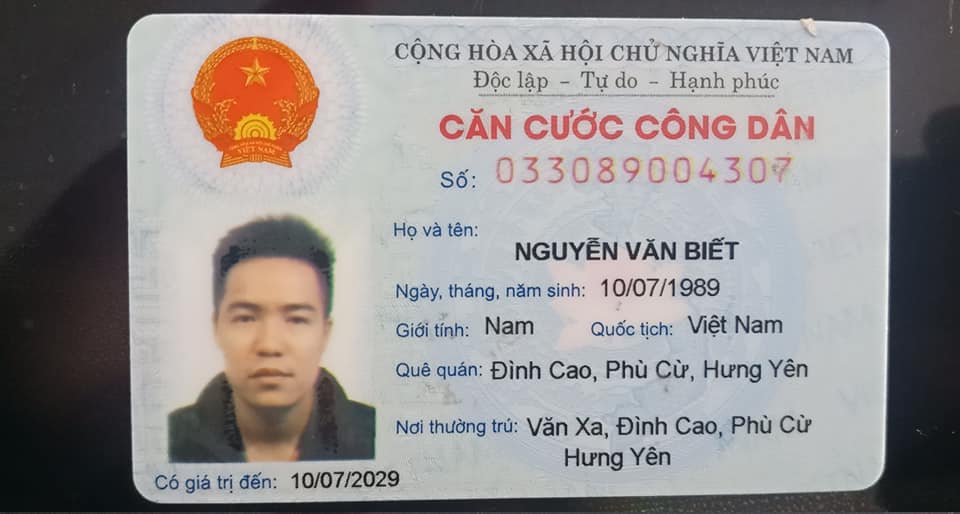 CỘNG HÒA XÃ HỘI CHỦ NGHĨA VIỆT NAM
Độc lập - Tự do - Hạnh phúc
CĂN CƯỚC CÔNG DÂN
Số: 033089004307
Họ và tên:
NGUYỄN VĂN BIẾT
Ngày, tháng, năm sinh: 10/07/1989
Giới tính: Nam Quốc tịch: Việt Nam
Quê quán: Đình Cao, Phù Cừ, Hưng Yên
Nơi thường trú: Văn Xa, Đình Cao, Phù Cừ
Hưng Yên
Có giá trị đến: 10/07/2029
VIỆT NAM